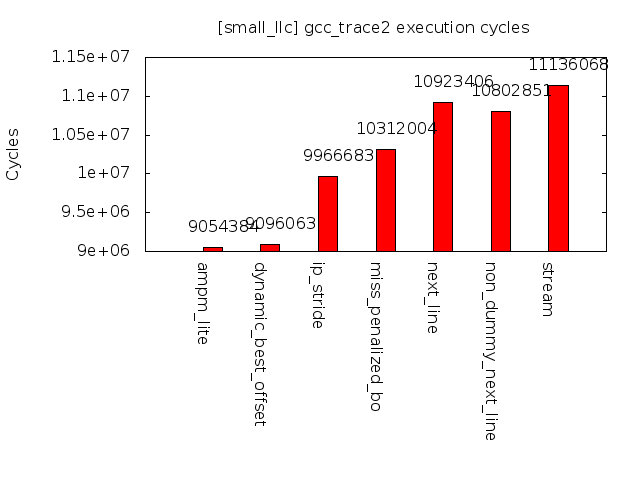 [small_llc] gcc_trace2 execution cycles
Cycles
1.15e+07
1.1e+07
1.05e+07
1e+07
9.5e+06
9e+06
9054384
9096063
9966683
10312004
10923406
10802851
11136068
ampm_lite
dynamic_best_offset
ip_stride
miss_penalized_bo
next_line
non_dummy_next_line
stream